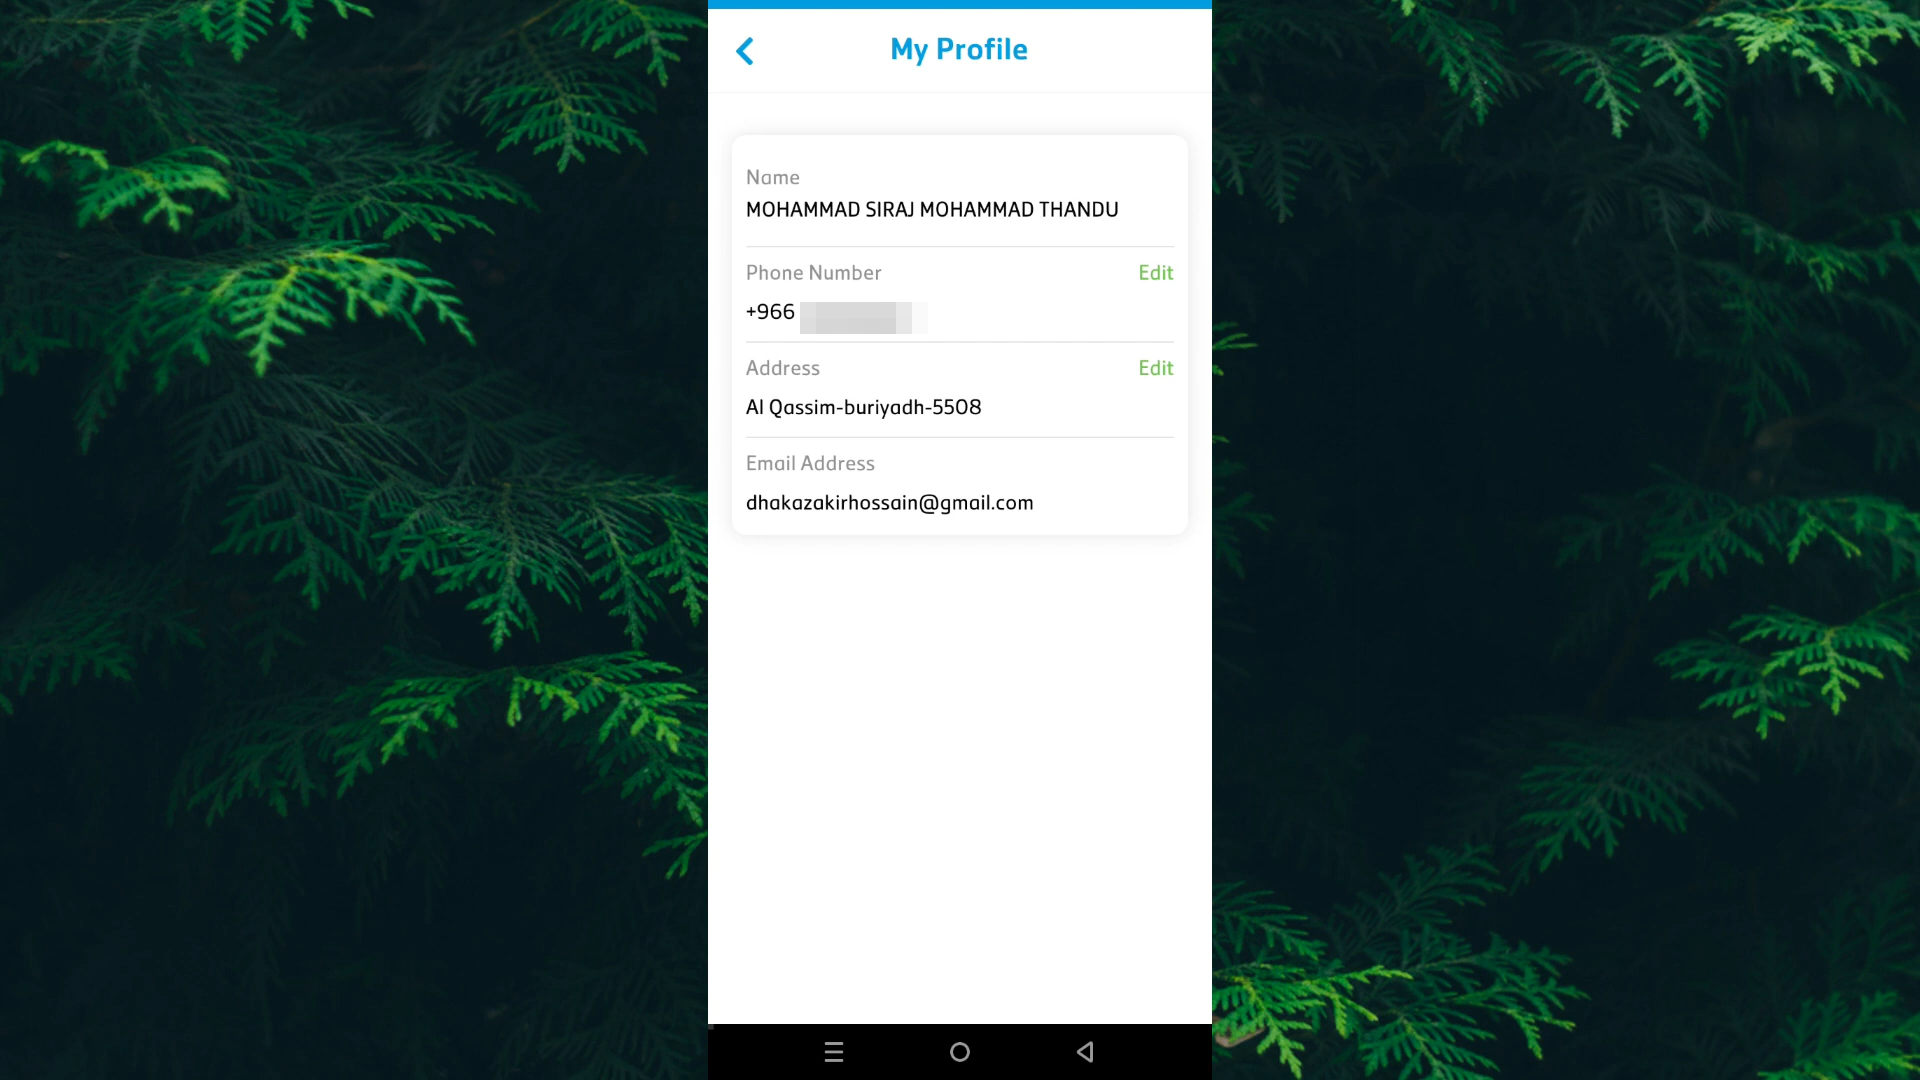 My Profile
Name
MOHAMMAD SIRAJ MOHAMMAD THANDU
Phone Number Edit
+966
Address Edit
Al Qassim-buriyadh-5508
Email Address
dhakazakirhossain@gmail.com